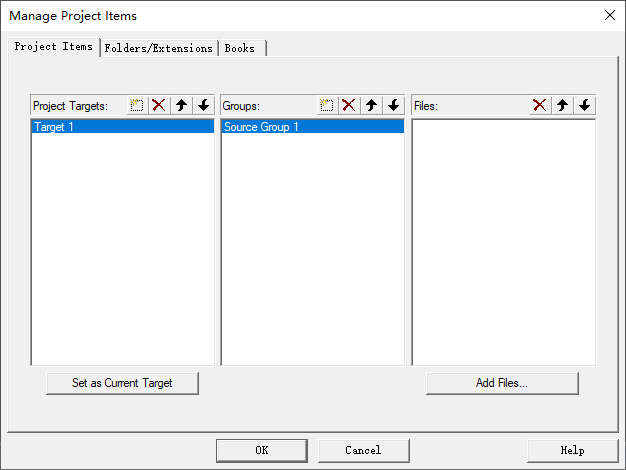 Manage Project Items
Project Items Folders/Extensions Books
Project Targets: Groups: Files:
Target 1 Source Group 1
Set as Current Target Add Files...
OK Cancel Help